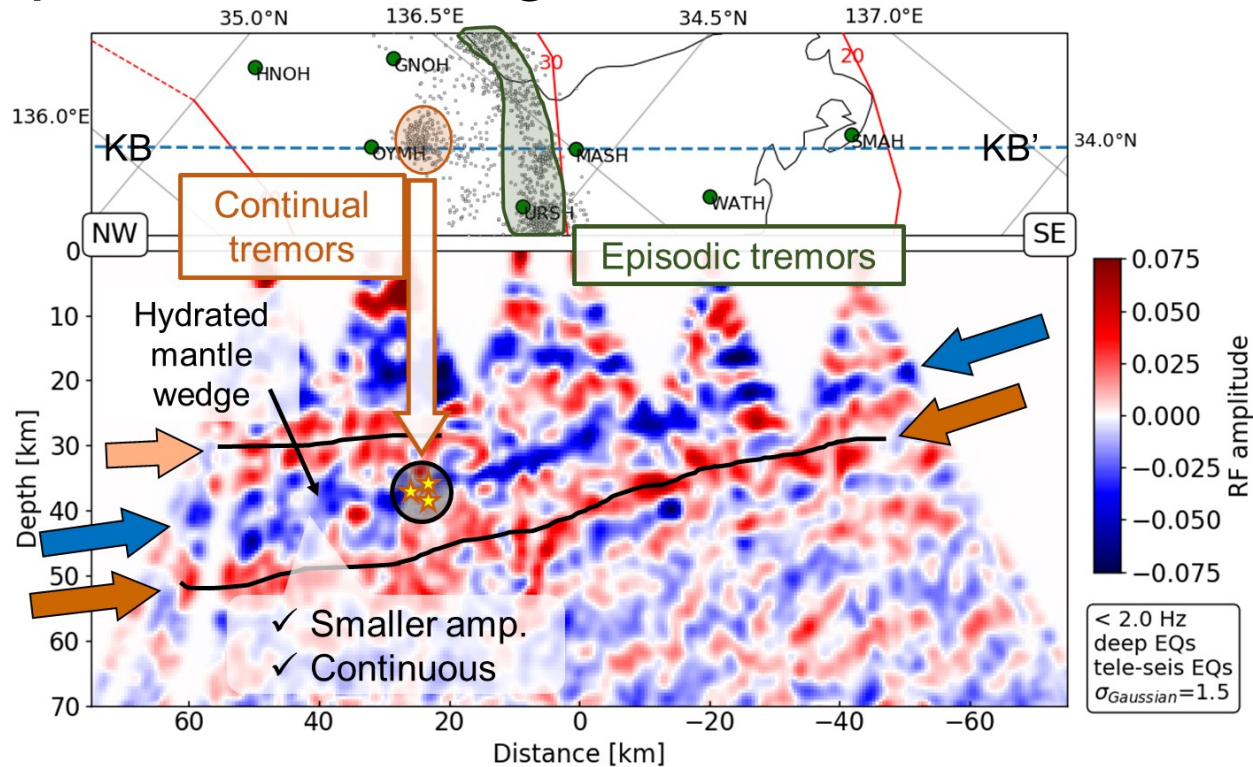 35.0°N
136.5°E
34.5°N
137.0°E
HNOH
GNOH
30
20
136.0°E
KB
OYMH
MASH
SMAH
KB’
34.0°N
WATH
URSH
NW
SE
Continual
tremors
Episodic tremors
Hydrated
mantle
wedge
✓ Smaller amp.
✓ Continuous
0
10
20
30
40
50
60
70
Depth [km]
60
40
20
0
−20
−40
−60
Distance [km]
0.075
0.050
0.025
0.000
−0.025
−0.050
−0.075
RF amplitude
< 2.0 Hz
deep EQs
tele-seis EQs
σGaussian=1.5